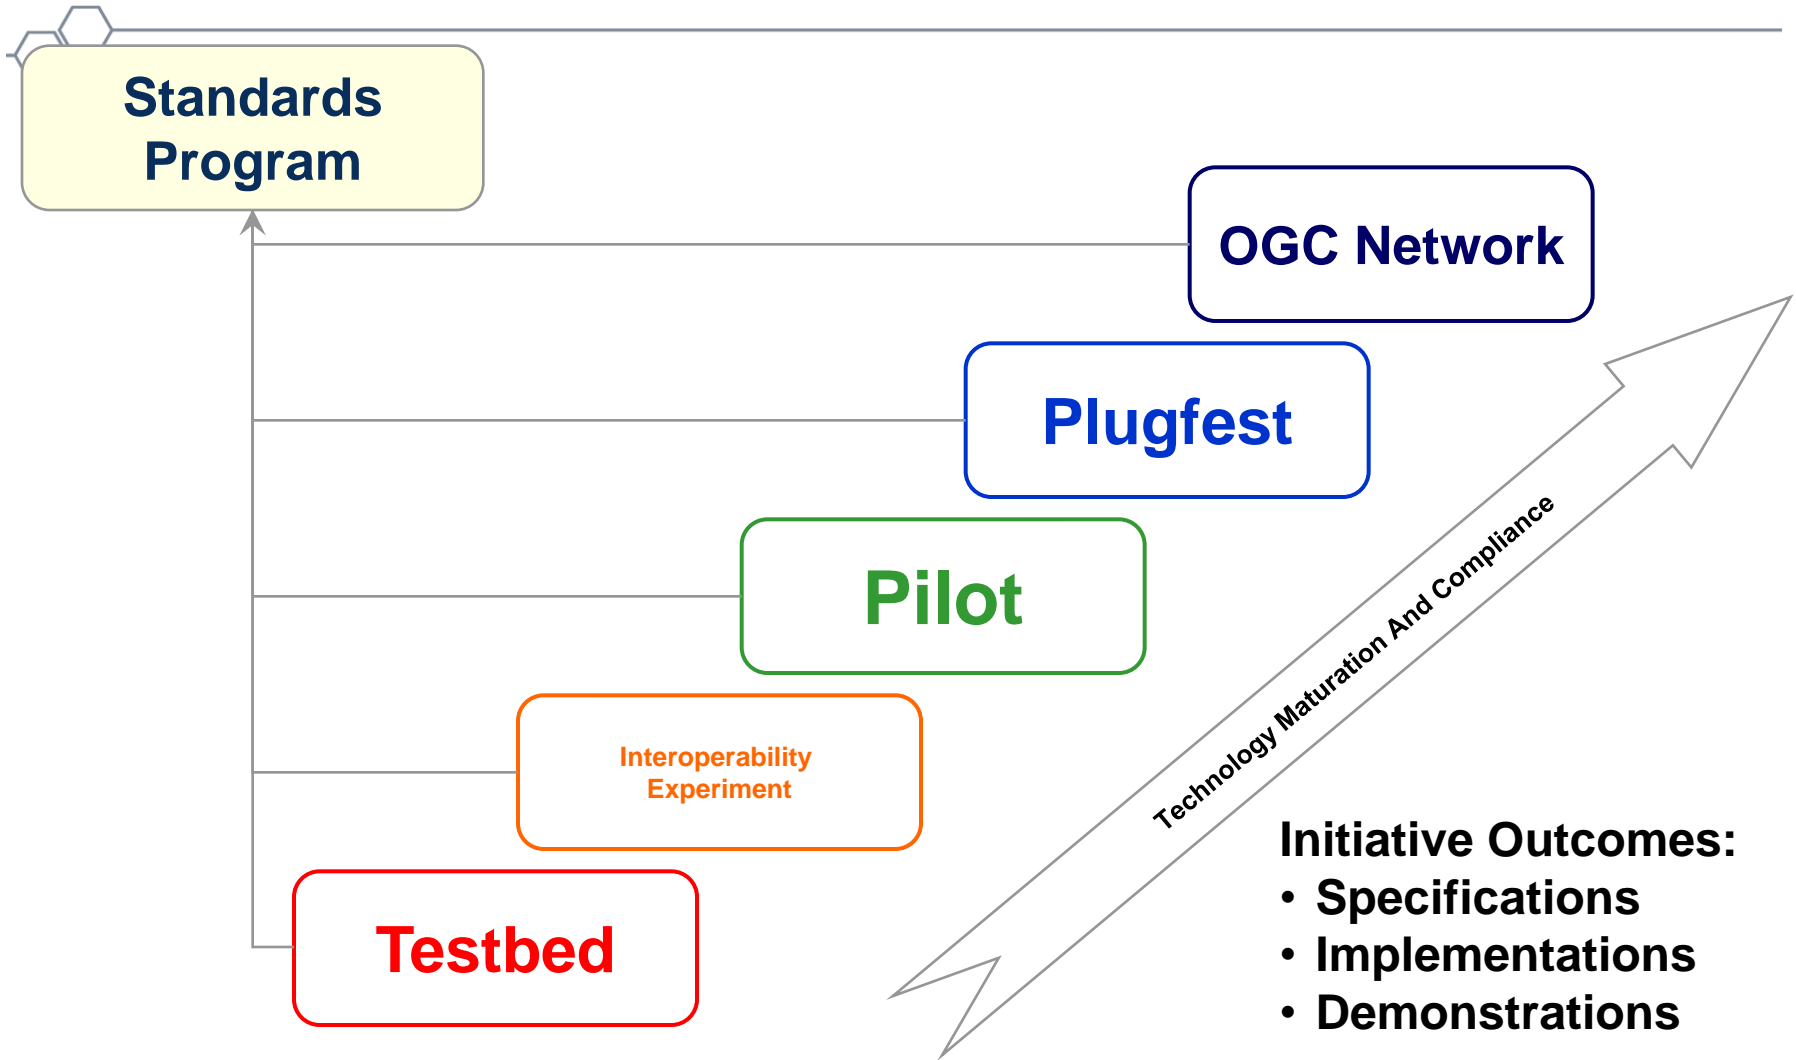 Standards
Program
OGC Network
Plugfest
Pilot
Interoperability
Experiment
Testbed
Technology Maturation And Compliance
Initiative Outcomes:
• Specifications
• Implementations
• Demonstrations